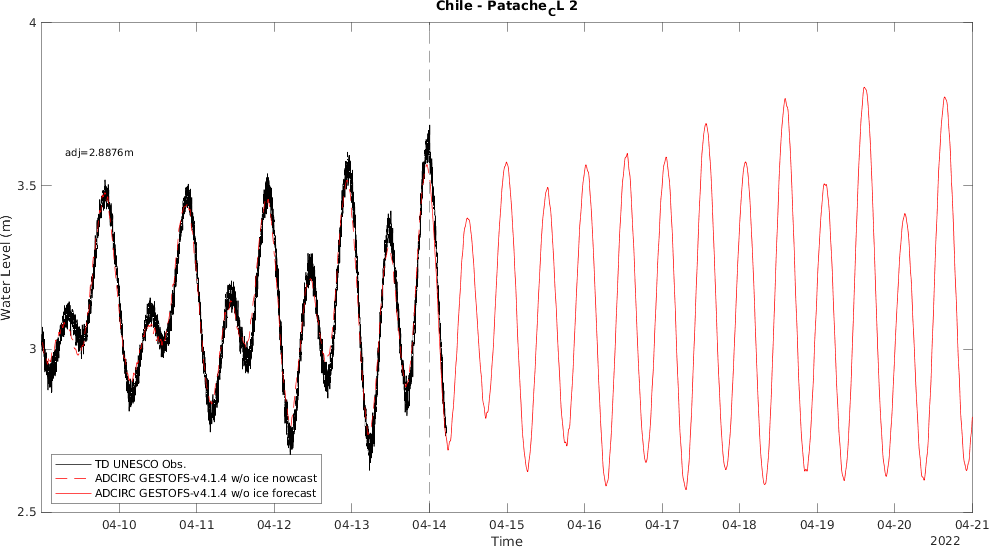 Chile - Patache_CL 2
4
adj=2.8876m
3.5
Water Level (m)
3
TD UNESCO Obs.
ADCIRC GESTOFS-v4.1.4 w/o ice nowcast
ADCIRC GESTOFS-v4.1.4 w/o ice forecast
2.5
04-10 04-11 04-12 04-13 04-14 04-15 04-16 04-17 04-18 04-19 04-20 04-21
Time
2022